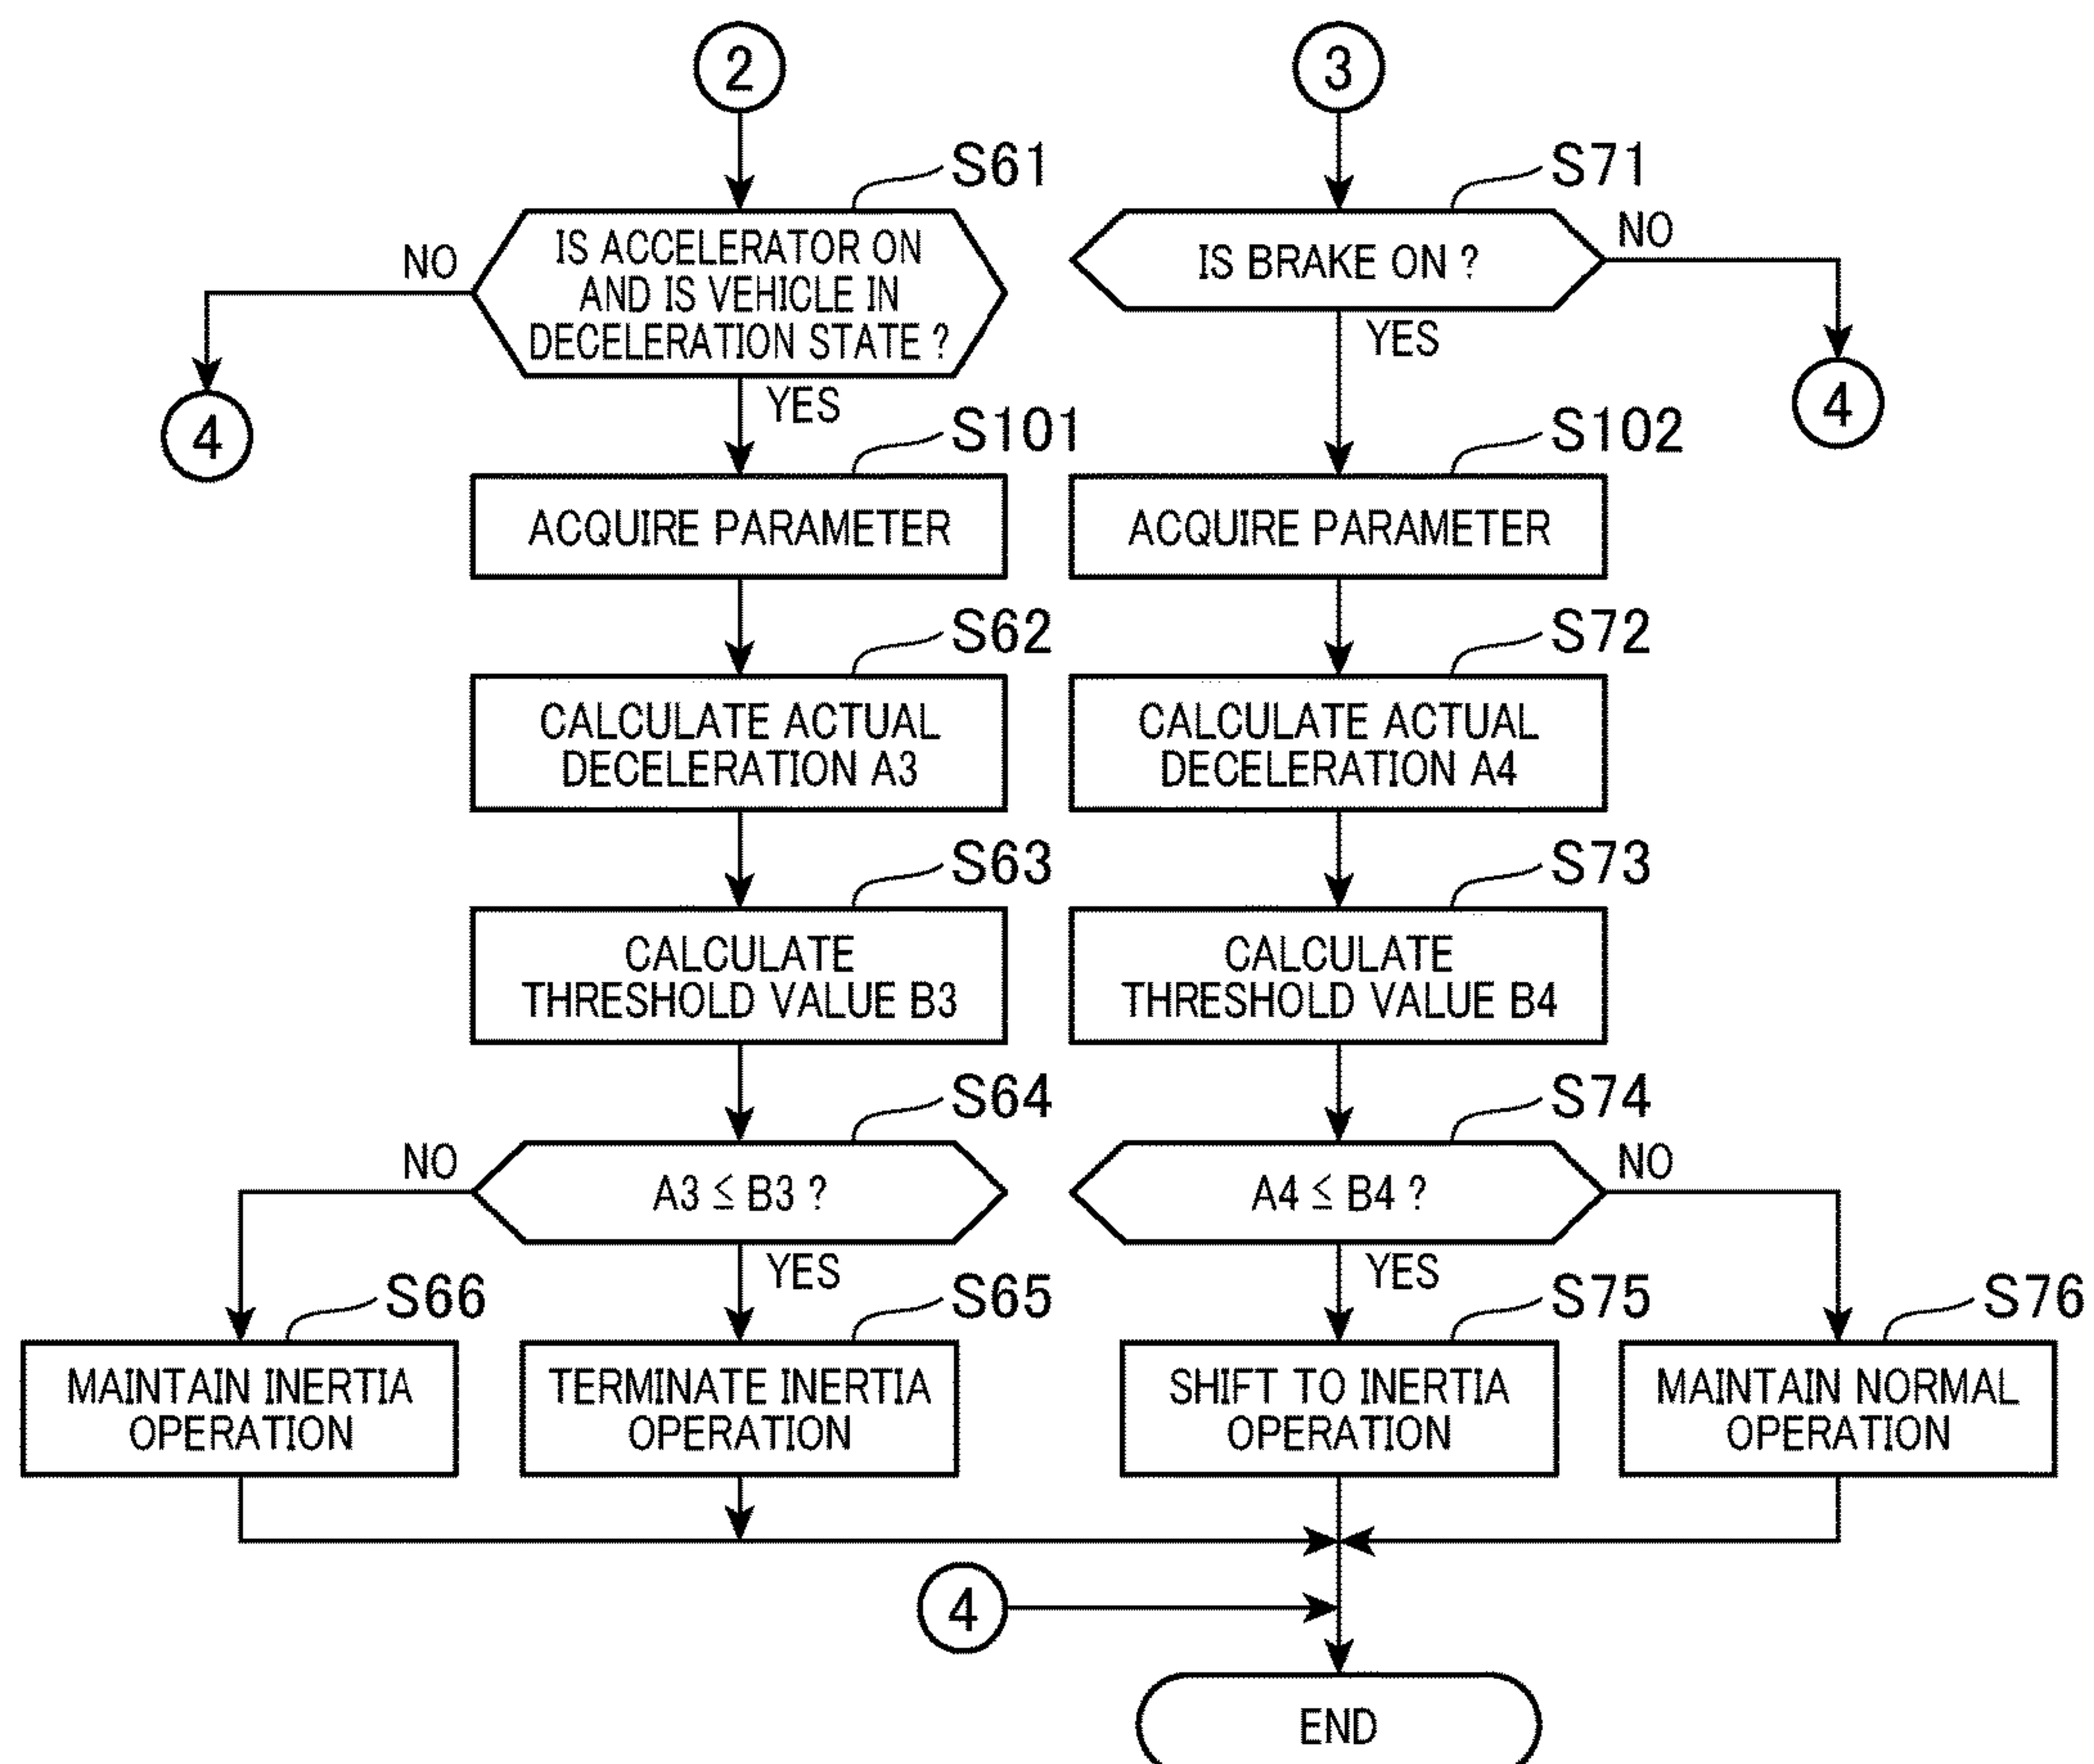 2
3
S61
S71
IS ACCELERATOR ON
AND IS VEHICLE IN
DECELERATION STATE ?
NO
YES
IS BRAKE ON ?
NO
YES
4
4
S101
S102
ACQUIRE PARAMETER
ACQUIRE PARAMETER
S62
S72
CALCULATE ACTUAL
DECELERATION A3
CALCULATE ACTUAL
DECELERATION A4
S63
S73
CALCULATE
THRESHOLD VALUE B3
CALCULATE
THRESHOLD VALUE B4
S64
S74
NO
A3 ≤ B3 ?
YES
A4 ≤ B4 ?
NO
YES
S66
S65
S75
S76
MAINTAIN INERTIA
OPERATION
TERMINATE INERTIA
OPERATION
SHIFT TO INERTIA
OPERATION
MAINTAIN NORMAL
OPERATION
4
END